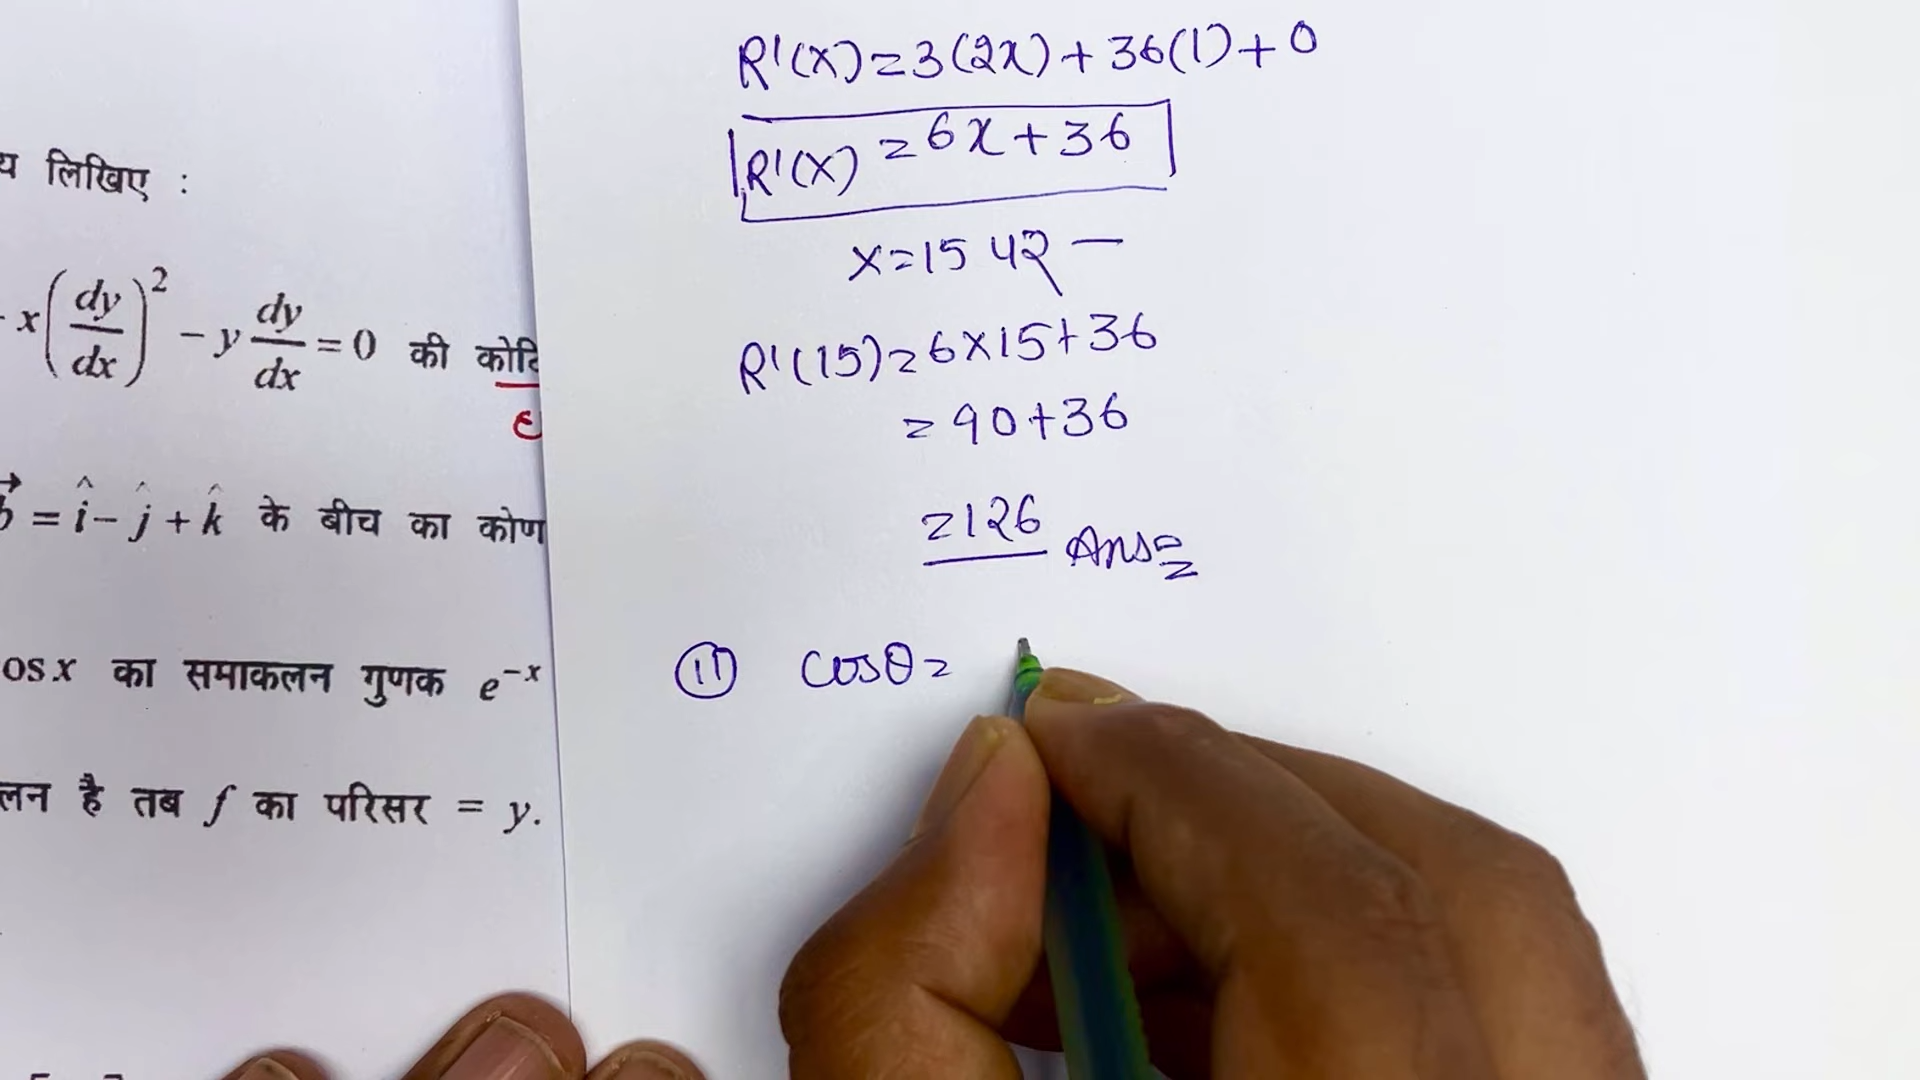 य लिखिए :
x(dy/dx)² − y dy/dx = 0 की
b⃗ = î − ĵ + k̂ के बीच का कोण
os x का समाकलन गुणक e⁻ˣ
लन है तब f का परिसर = y.
R'(x) = 3(2x) + 36(1) + 0
R'(x) = 6x + 36
x = 15 पर —
R'(15) = 6×15 + 36
= 90 + 36
= 126 Ans
(11) cosθ =